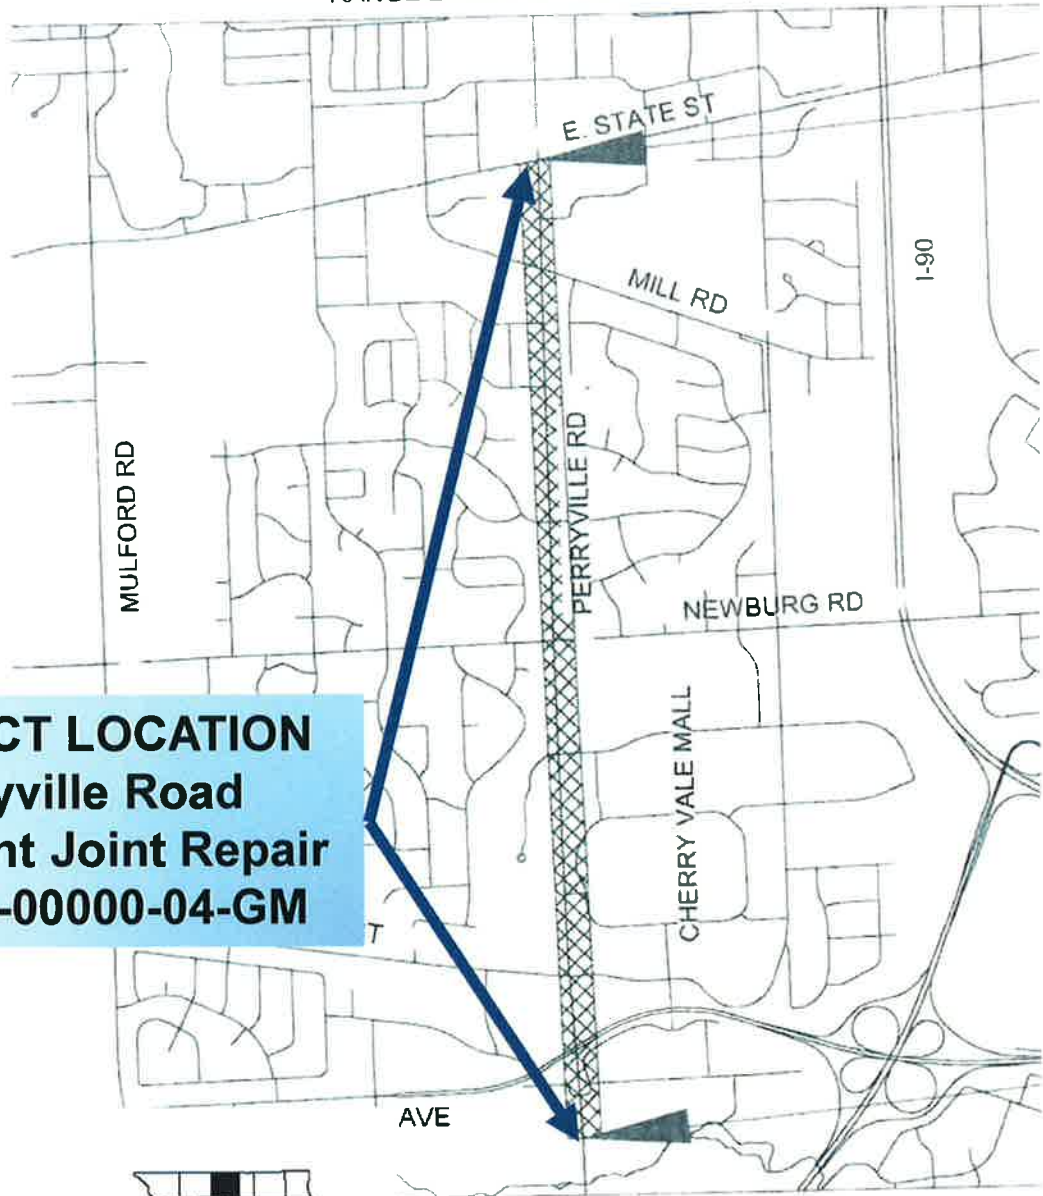 E. STATE ST
MILL RD
I-90
MULFORD RD
PERRYVILLE RD
NEWBURG RD
CHERRY VALE MALL
CT LOCATION
yville Road
nt Joint Repair
-00000-04-GM
T
AVE